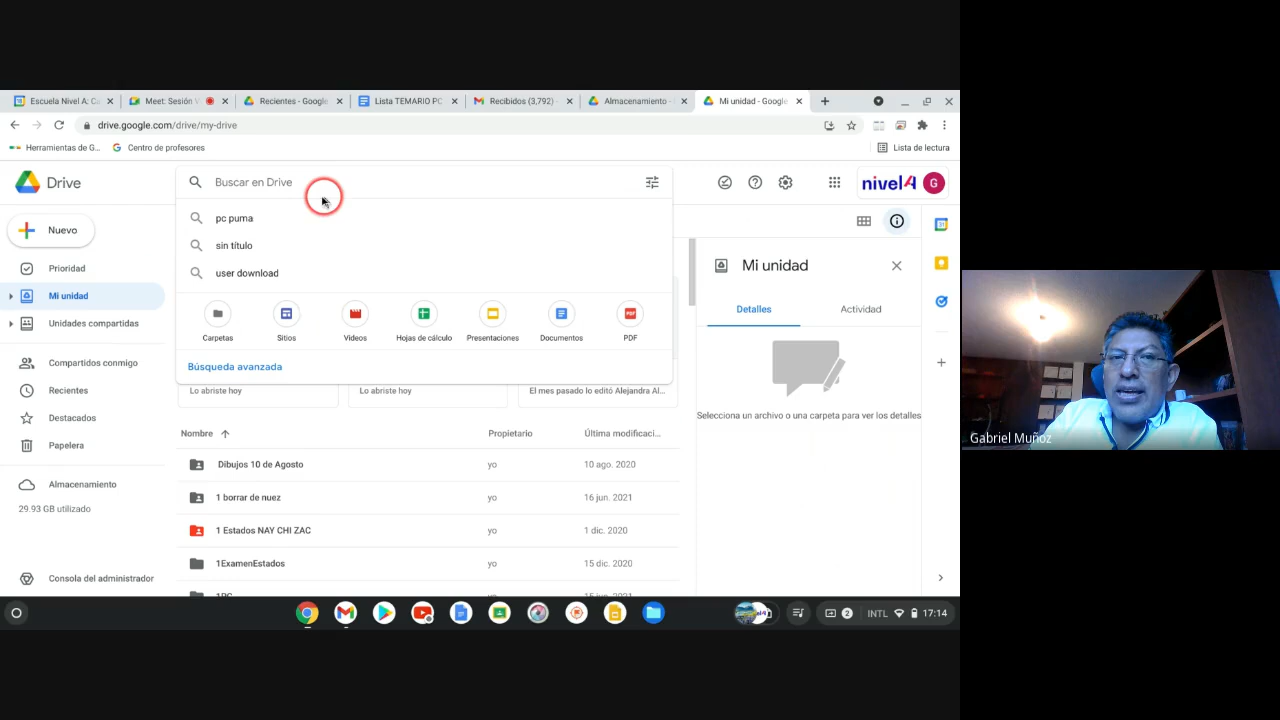 Escuela Nivel A: Ca
Meet: Sesión V
Recientes - Google
Lista TEMARIO PC
Recibidos (3,792) -
Almacenamiento -
Mi unidad - Google
drive.google.com/drive/my-drive
Herramientas de G...
Centro de profesores
Lista de lectura
Drive
Buscar en Drive
nivel4
G
pc puma
Nuevo
sin título
user download
Prioridad
Mi unidad
Mi unidad
Unidades compartidas
Detalles
Actividad
Carpetas
Sitios
Videos
Hojas de cálculo
Presentaciones
Documentos
PDF
PDF
Compartidos conmigo
Búsqueda avanzada
Recientes
Lo abriste hoy
Lo abriste hoy
El mes pasado lo editó Alejandra Al...
Destacados
Selecciona un archivo o una carpeta para ver los detalles
Papelera
Nombre
Propietario
Última modificaci...
Gabriel Muñoz
Dibujos 10 de Agosto
yo
10 ago. 2020
Almacenamiento
29.93 GB utilizado
1 borrar de nuez
yo
16 jun. 2021
1 Estados NAY CHI ZAC
yo
1 dic. 2020
1ExamenEstados
yo
15 dic. 2020
Consola del administrador
INTL
2
17:14